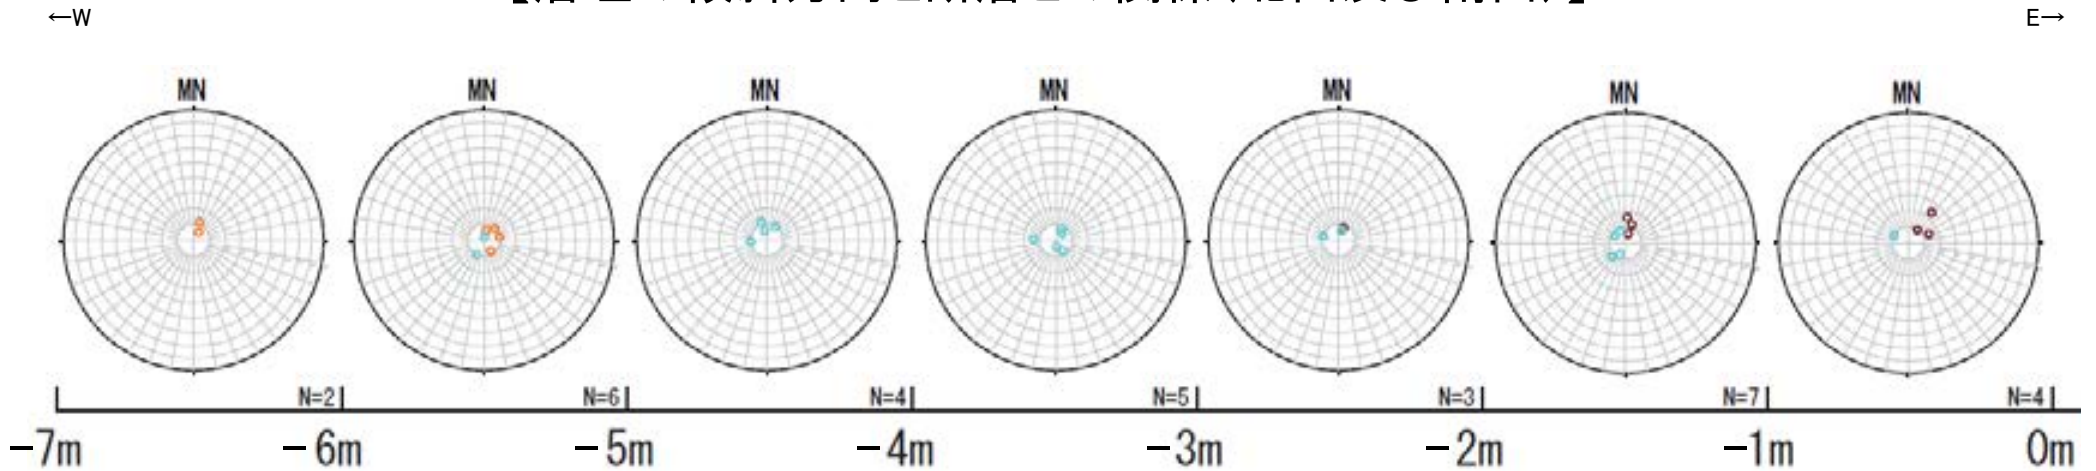 ←W E→
MN MN MN MN MN MN MN
N=2 N=6 N=4 N=5 N=3 N=7 N=4
−7m −6m −5m −4m −3m −2m −1m 0m